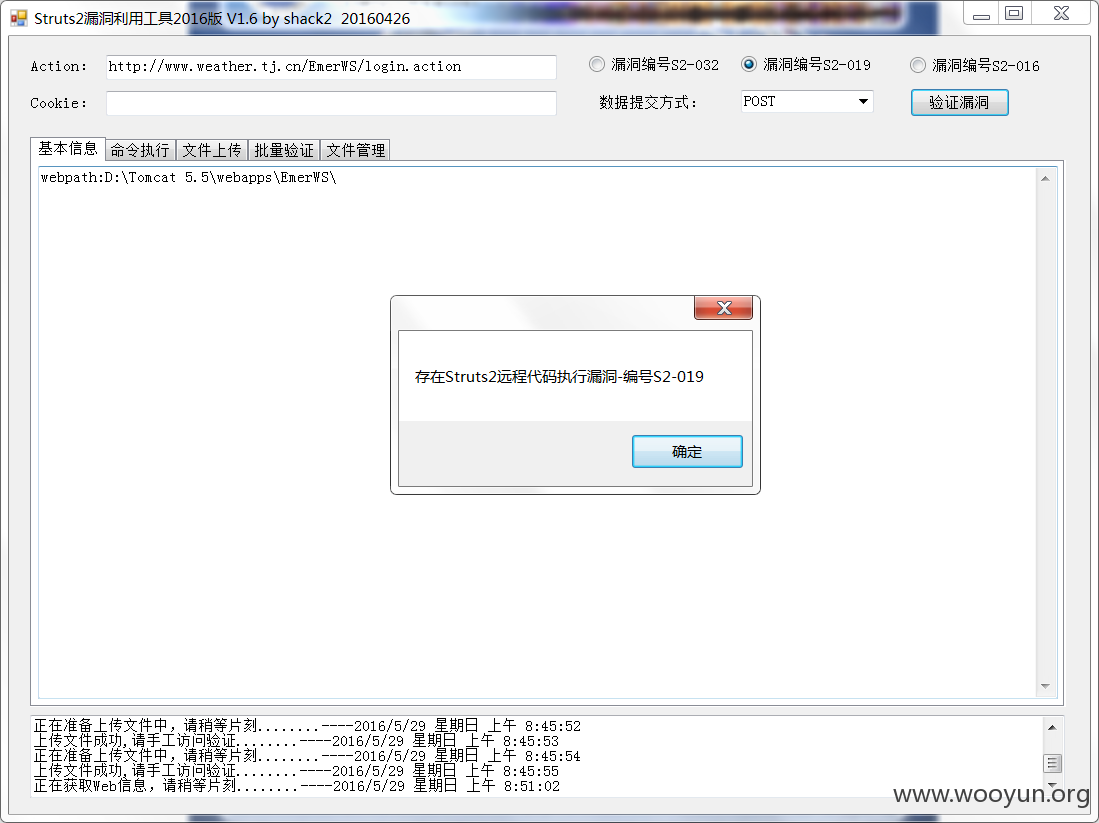 Struts2漏洞利用工具2016版 V1.6 by shack2  20160426
Action: http://www.weather.tj.cn/EmerWS/login.action 漏洞编号S2-032 漏洞编号S2-019 漏洞编号S2-016
Cookie: 数据提交方式: POST 验证漏洞
基本信息 命令执行 文件上传 批量验证 文件管理
webpath:D:\Tomcat 5.5\webapps\EmerWS\
存在Struts2远程代码执行漏洞-编号S2-019
确定
正在准备上传文件中，请稍等片刻........----2016/5/29 星期日 上午 8:45:52
上传文件成功,请手工访问验证........----2016/5/29 星期日 上午 8:45:53
正在准备上传文件中，请稍等片刻........----2016/5/29 星期日 上午 8:45:54
上传文件成功,请手工访问验证........----2016/5/29 星期日 上午 8:45:55
正在获取Web信息，请稍等片刻........----2016/5/29 星期日 上午 8:51:02
www.wooyun.org